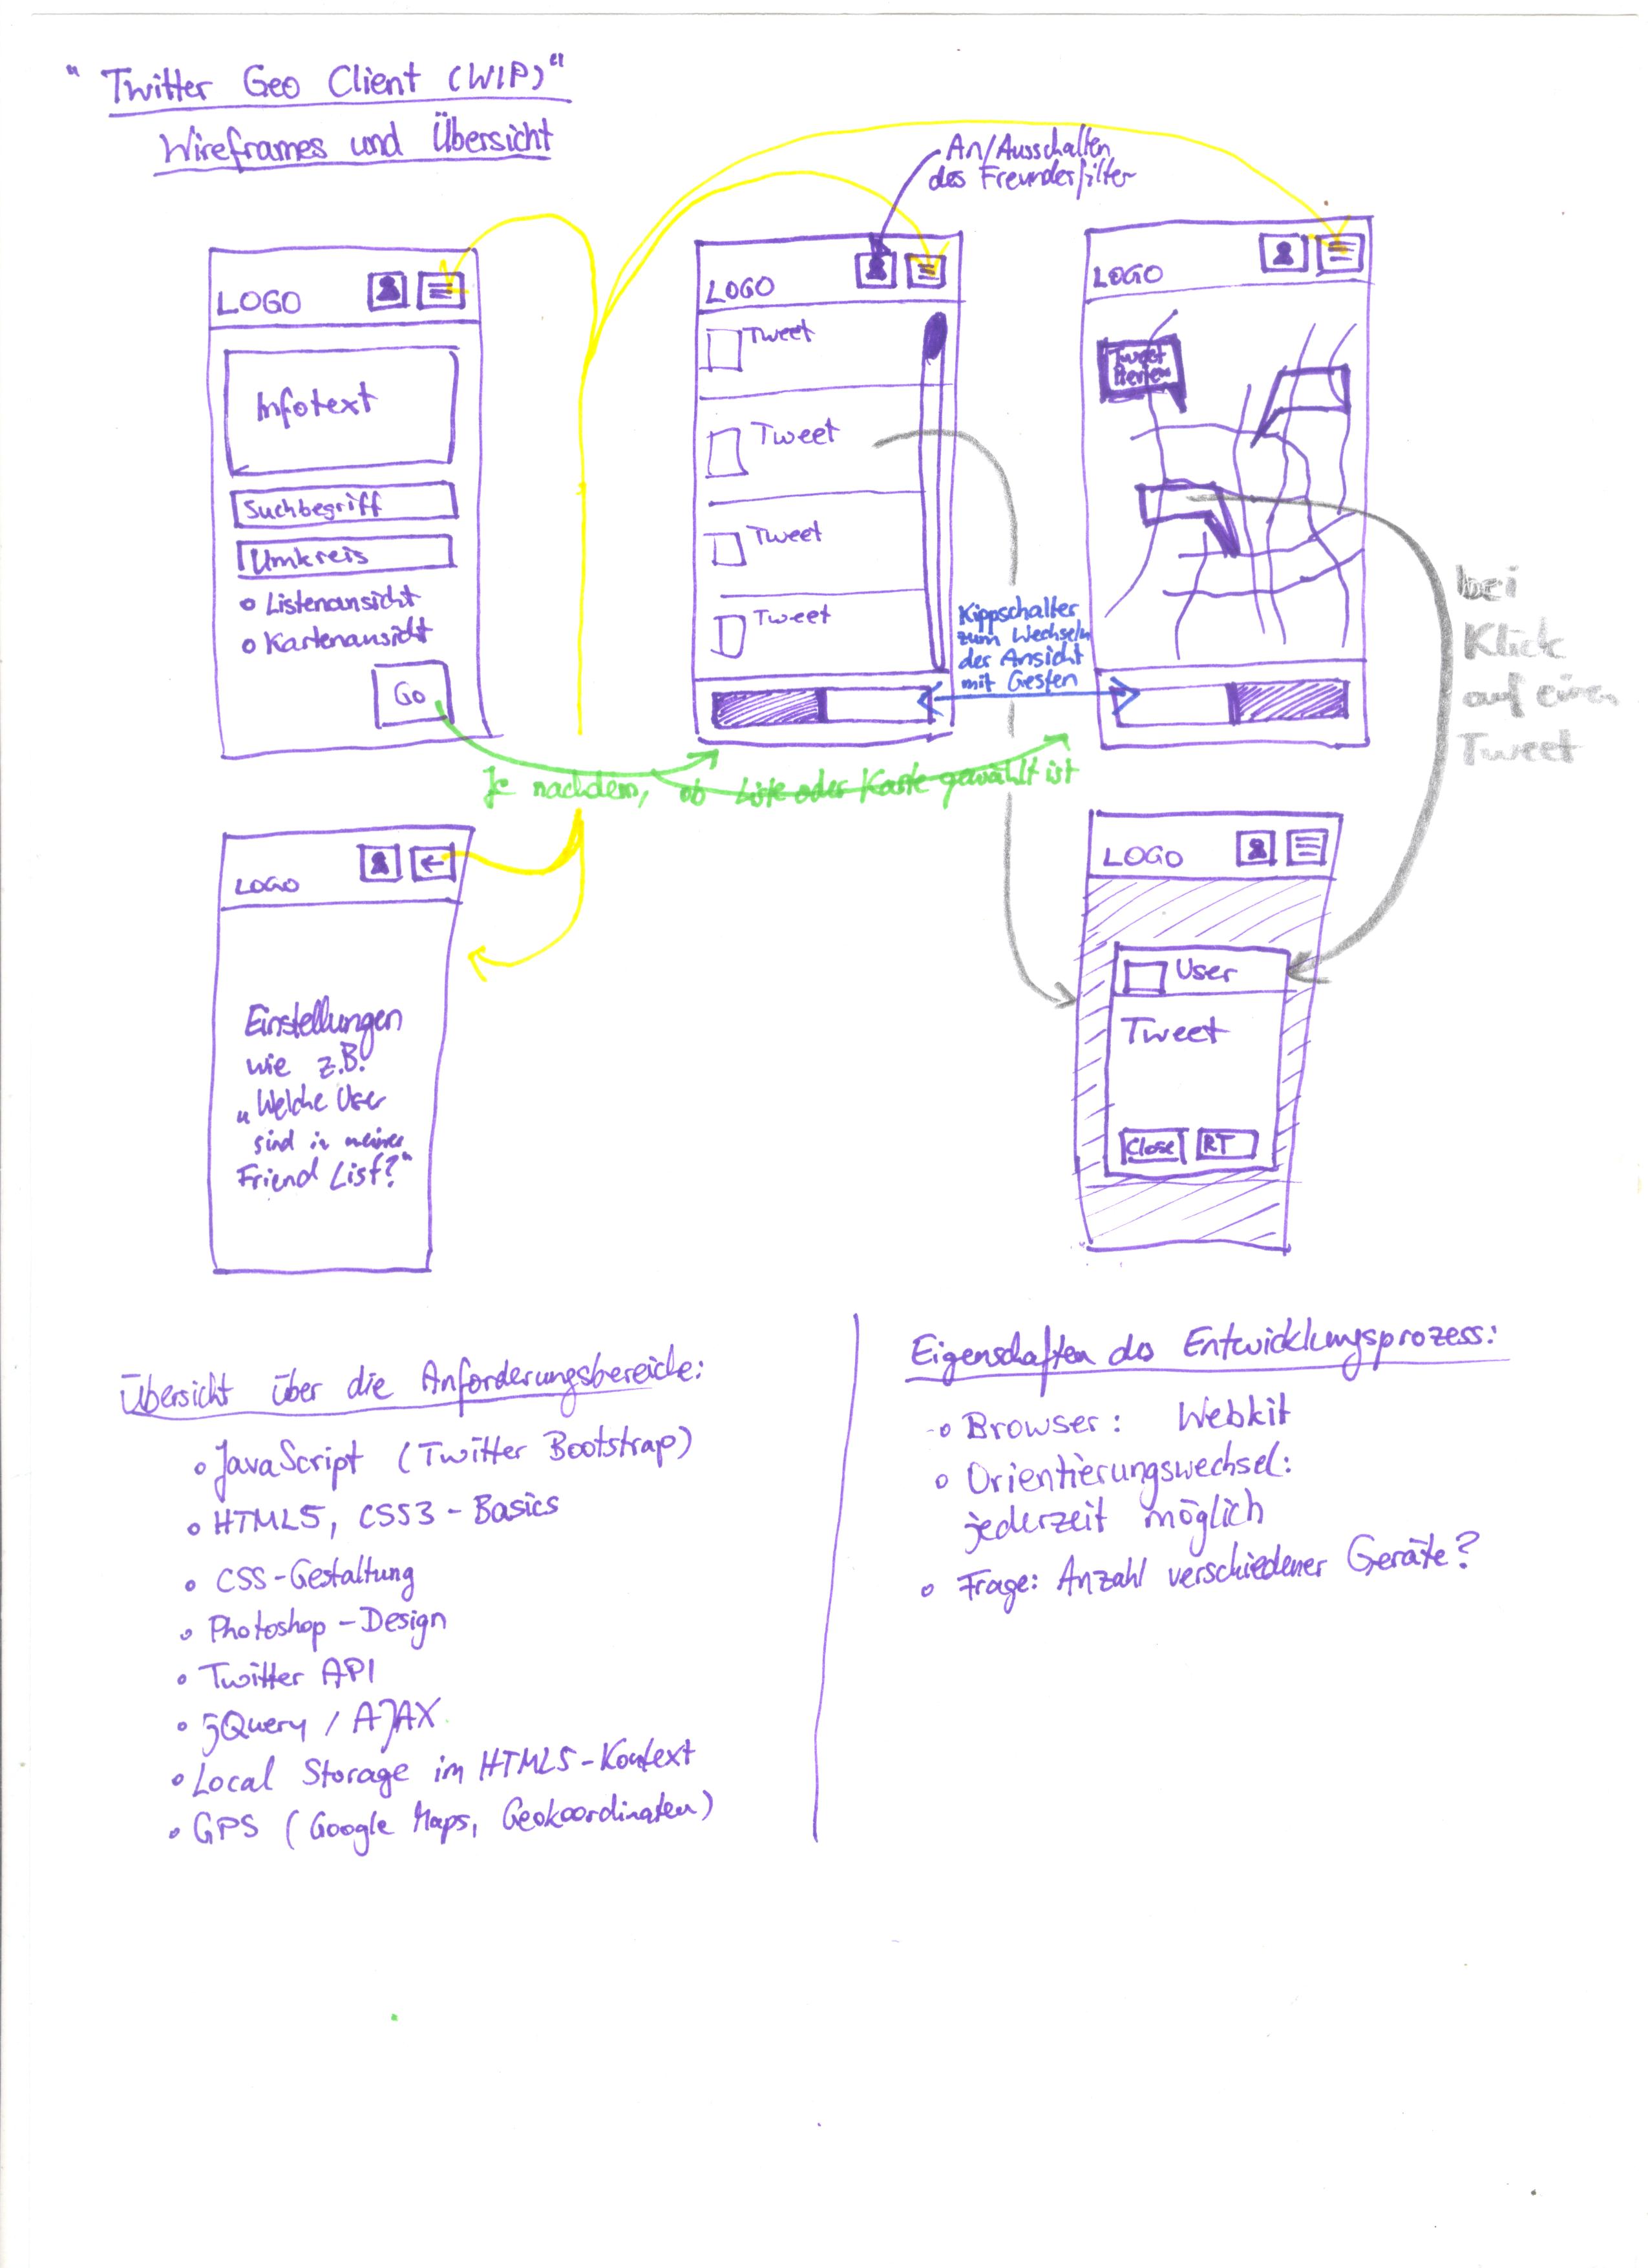 " Twitter Geo Client (WIP)"
Wireframes und Übersicht
An/Ausschalten
des Freundefilter
LOGO
Infotext
Suchbegriff
Umkreis
Listenansicht
Kartenansicht
Go
LOGO
Tweet
Tweet
Tweet
Tweet
Kippschalter
zum Wechseln
der Ansicht
mit Gesten
LOGO
Tweet
bei
Klick
auf einen
Tweet
Je nachdem, ob Liste oder Karte gewählt ist
LOGO
Einstellungen
wie z.B.
„Welche User
sind in meiner
Friend List?"
LOGO
User
Tweet
Close RT
Übersicht über die Anforderungsbereiche:
• JavaScript (Twitter Bootstrap)
• HTML5, CSS3 - Basics
• CSS-Gestaltung
• Photoshop - Design
• Twitter API
• jQuery / AJAX
• Local Storage im HTML5-Kontext
• GPS (Google Maps, Geokoordinaten)
Eigenschaften des Entwicklungsprozess:
• Browser: Webkit
• Orientierungswechsel:
jederzeit möglich
• Frage: Anzahl verschiedener Geräte?